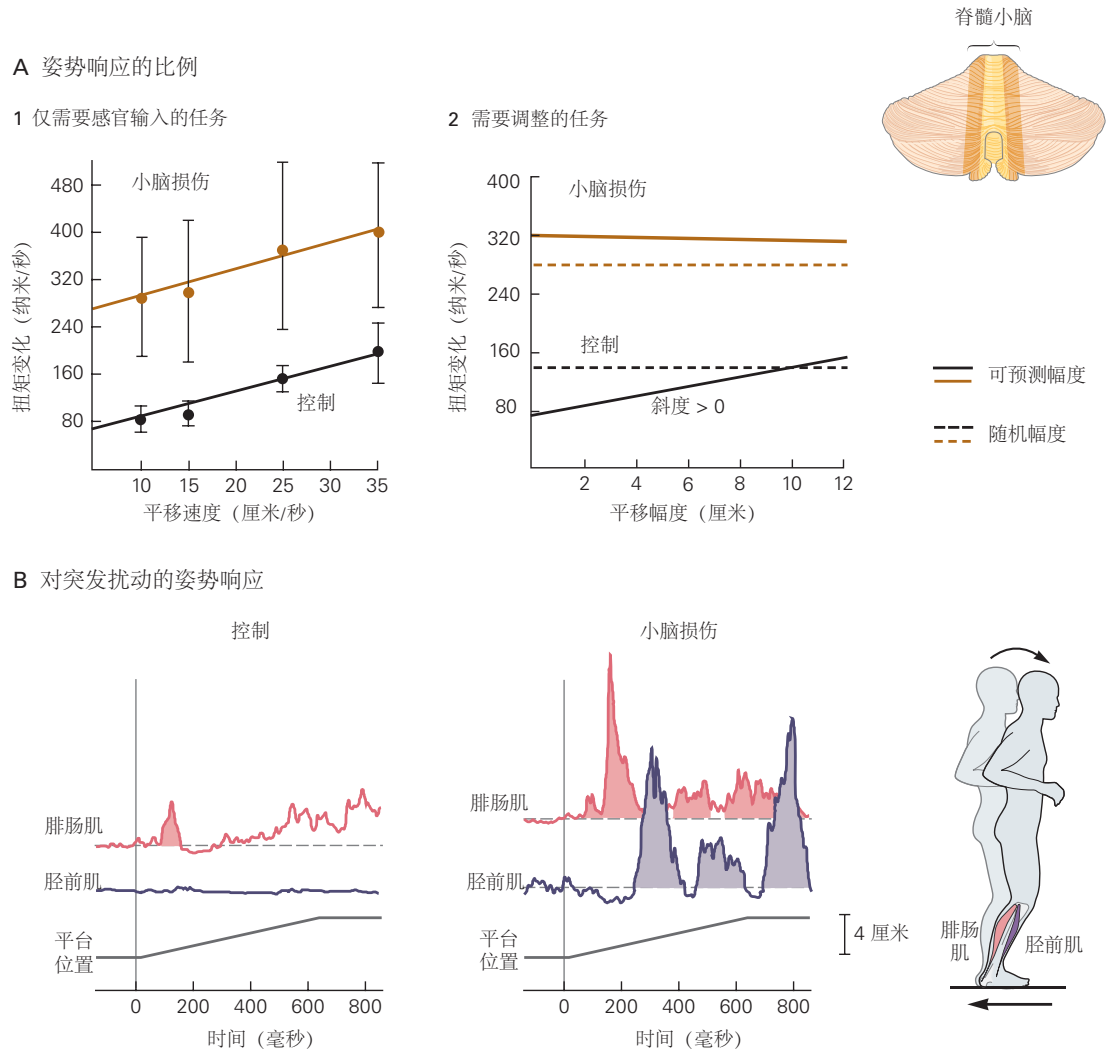 脊髓小脑
A 姿势响应的比例
1 仅需要感官输入的任务
2 需要调整的任务
扭矩变化（纳米/秒）
480
400
320
240
160
80
小脑损伤
控制
10 15 20 25 30 35
平移速度（厘米/秒）
扭矩变化（纳米/秒）
400
320
240
160
80
小脑损伤
控制
斜度 > 0
2 4 6 8 10 12
平移幅度（厘米）
可预测幅度
随机幅度
B 对突发扰动的姿势响应
控制
腓肠肌
胫前肌
平台
位置
0 200 400 600 800
时间（毫秒）
小脑损伤
腓肠肌
胫前肌
平台
位置
0 200 400 600 800
时间（毫秒）
4 厘米
腓肠
肌
胫前肌